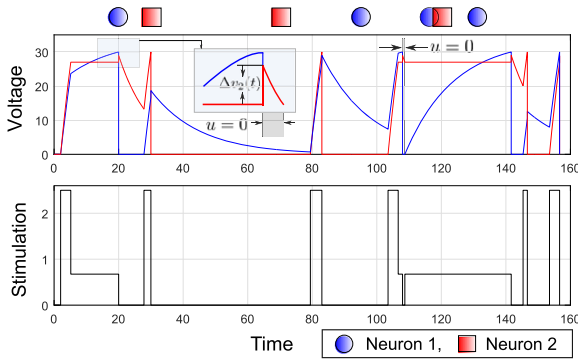 Voltage
30
20
10
0
0 20 40 60 80 100 120 140 160
Δv₂(t)
u = 0
u = 0
Stimulation
2
1
0
0 20 40 60 80 100 120 140 160
Time
Neuron 1, Neuron 2